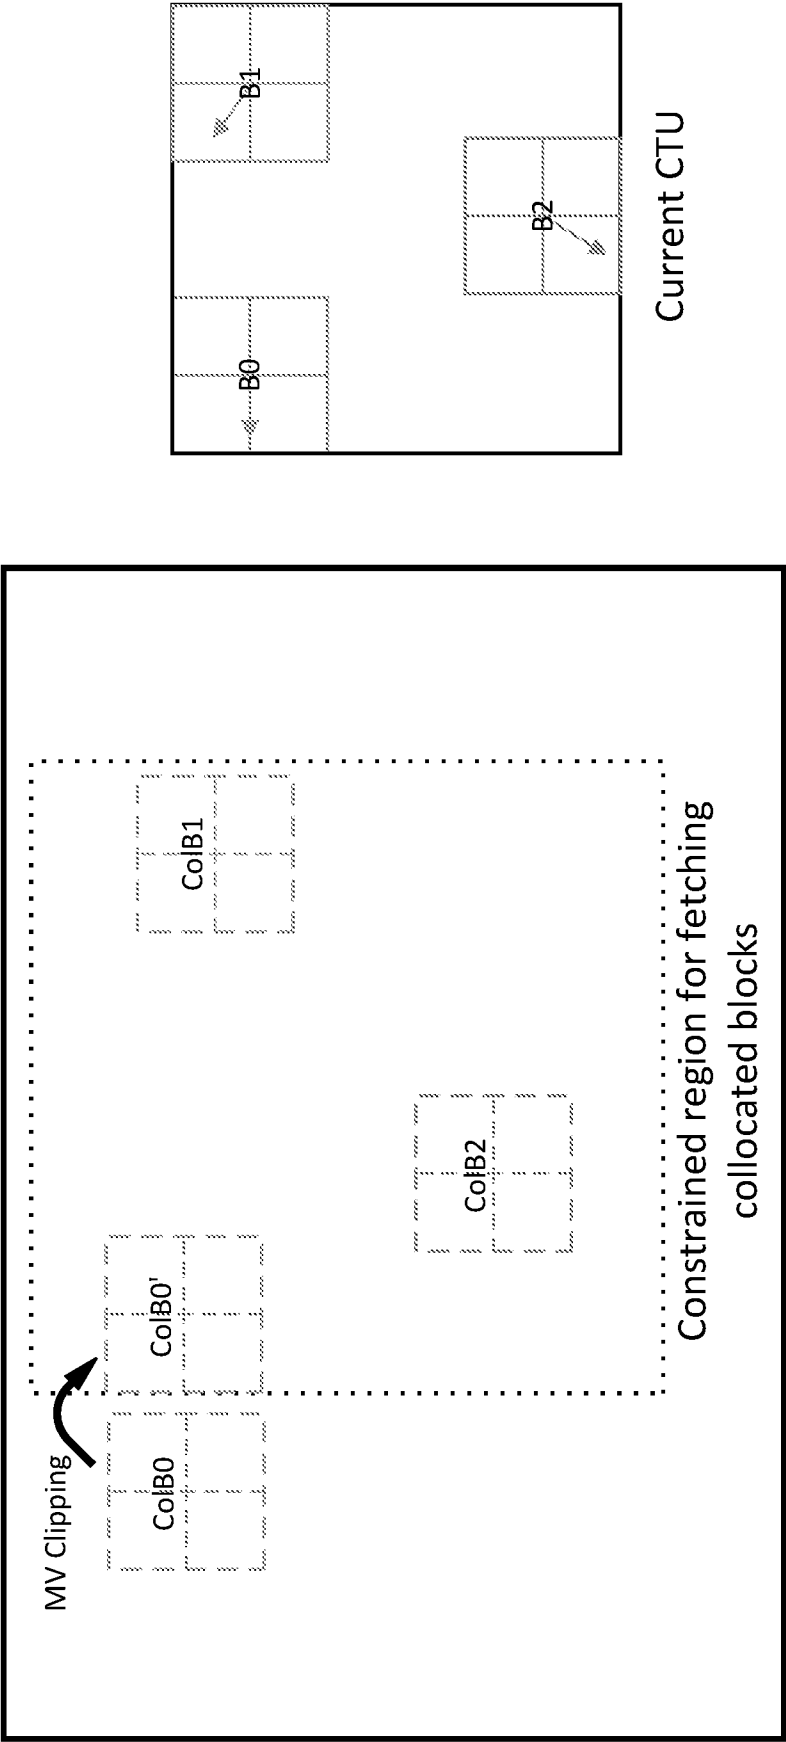 MV Clipping
ColB0
ColB0'
ColB1
ColB2
Constrained region for fetching
collocated blocks
B0
B1
B2
Current CTU